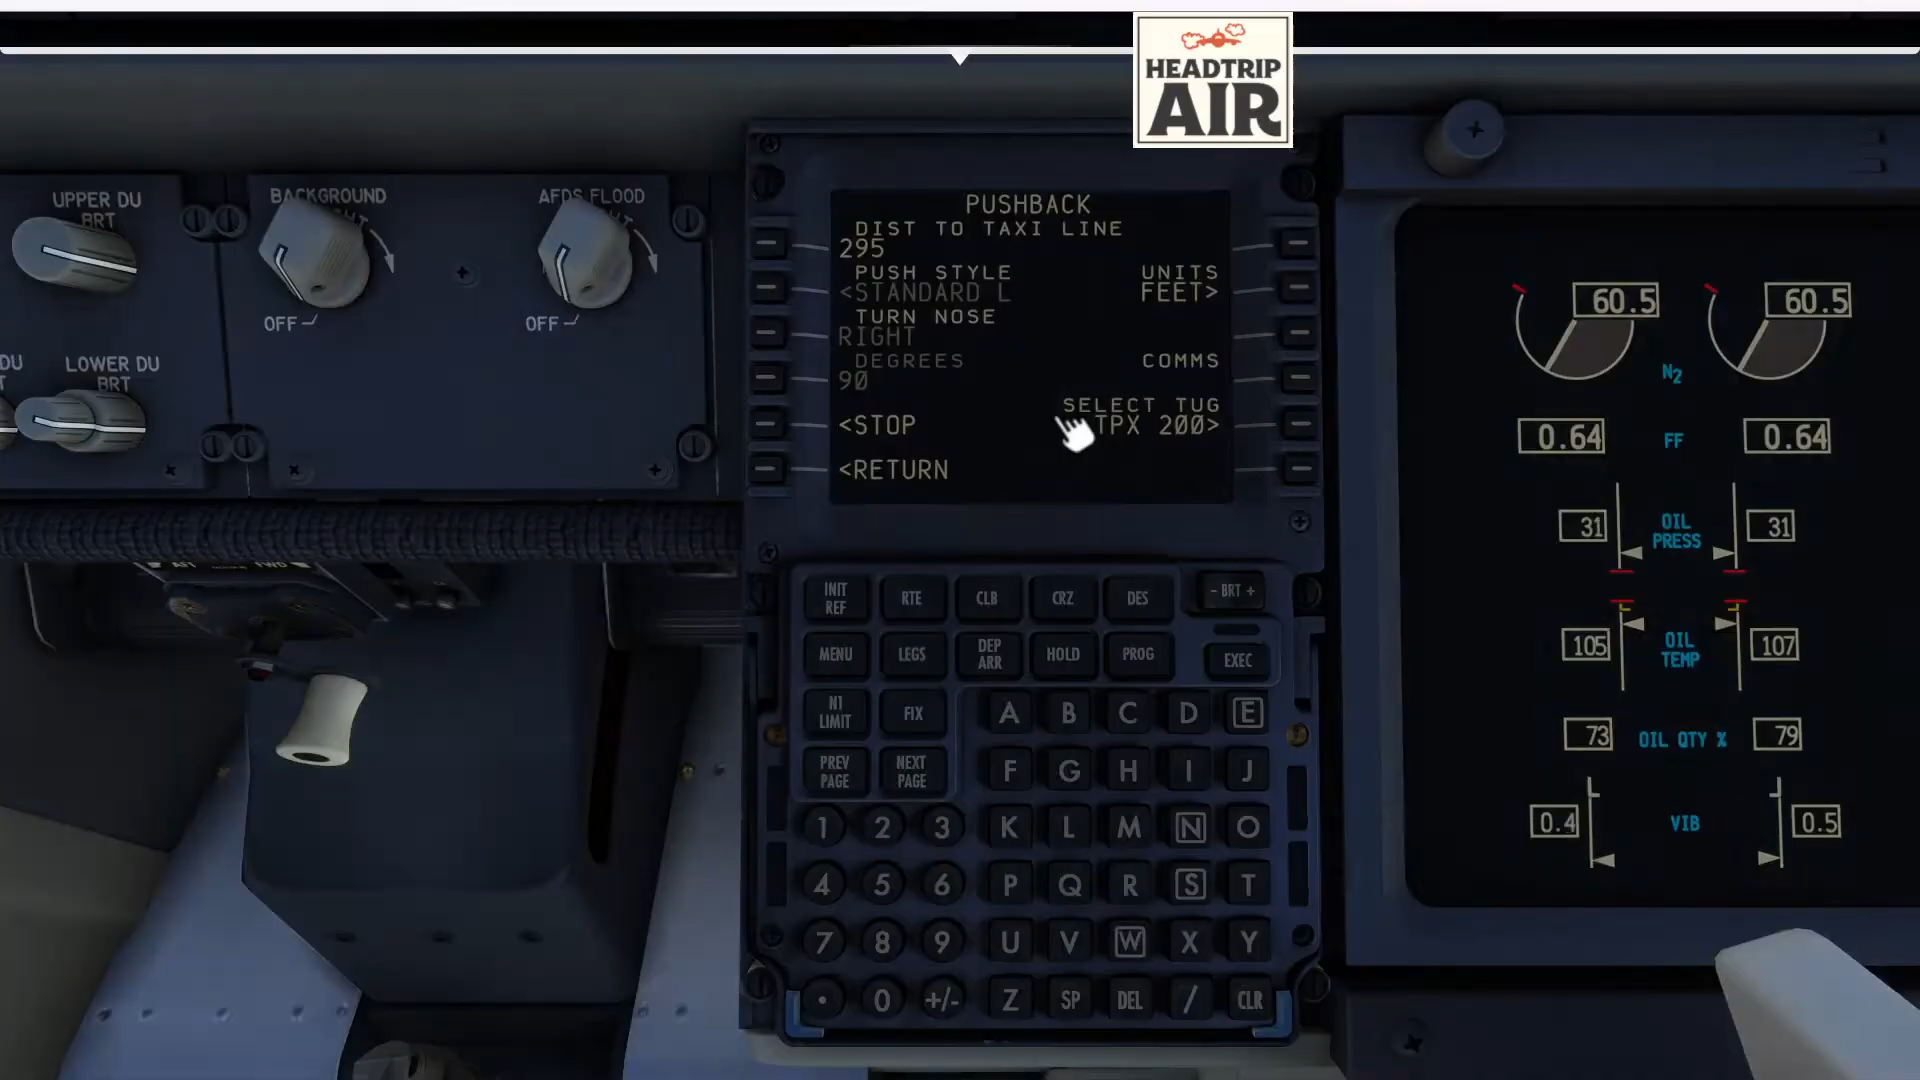 HEADTRIP
AIR
UPPER DU
BRT
BACKGROUND
AFDS FLOOD
OFF
OFF
DU
LOWER DU
BRT
PUSHBACK
DIST TO TAXI LINE
295
PUSH STYLE UNITS
<STANDARD L FEET>
TURN NOSE
RIGHT
DEGREES COMMS
90
SELECT TUG
<STOP TPX 200>
<RETURN
60.5 60.5
N2
0.64 FF 0.64
31 OIL PRESS 31
105 OIL TEMP 107
73 OIL QTY % 79
0.4 VIB 0.5
AFT FWD
INIT REF RTE CLB CRZ DES - BRT +
MENU LEGS DEP ARR HOLD PROG EXEC
N1 LIMIT FIX A B C D E
PREV PAGE NEXT PAGE F G H I J
1 2 3 K L M N O
4 5 6 P Q R S T
7 8 9 U V W X Y
. 0 +/- Z SP DEL / CLR